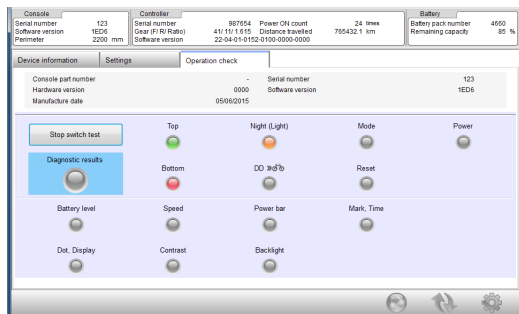 Console Controller Battery
Serial number 123 Serial number 987654 Power ON count 24 times Battery pack number 4660
Software version 1ED6 Gear (F/ R/ Ratio) 41/ 11/ 1.615 Distance travelled 765432.1 km Remaining capacity 85 %
Perimeter 2200 mm Software version 22-04-01-0152-0100-0000-0000
Device information Settings Operation check
Console part number - Serial number 123
Hardware version 0000 Software version 1ED6
Manufacture date 05/06/2015
Stop switch test Top Night (Light) Mode Power
Diagnostic results Bottom DD Reset
Battery level Speed Power bar Mark, Time
Dot, Display Contrast Backlight